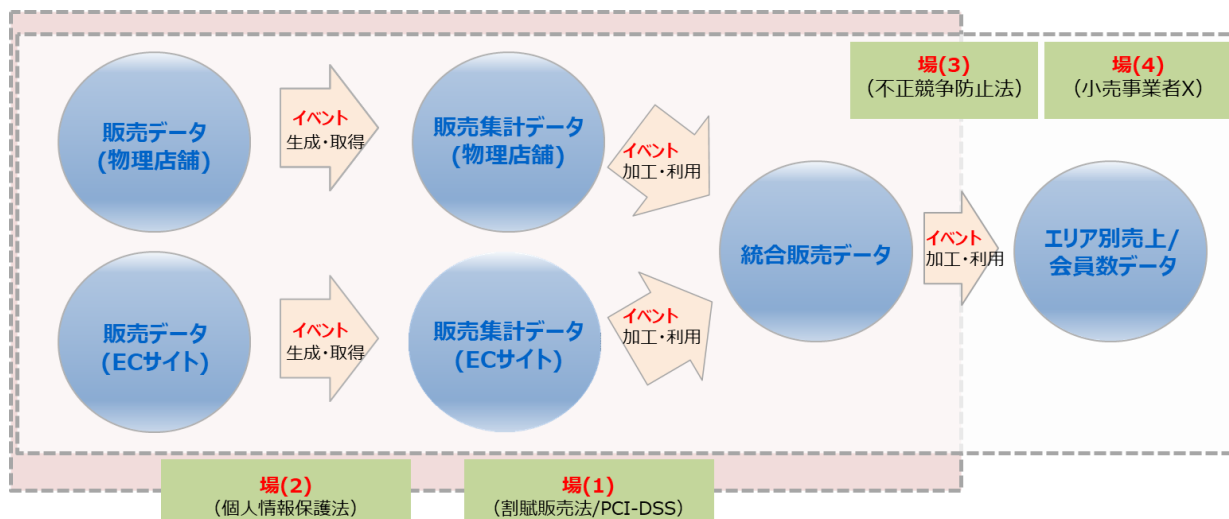 場(3)
(不正競争防止法)
場(4)
(小売事業者X)
販売データ
(物理店舗)
イベント
生成・取得
販売集計データ
(物理店舗)
イベント
加工・利用
統合販売データ
イベント
加工・利用
エリア別売上/
会員数データ
販売データ
(ECサイト)
イベント
生成・取得
販売集計データ
(ECサイト)
イベント
加工・利用
場(2)
(個人情報保護法)
場(1)
(割賦販売法/PCI-DSS)